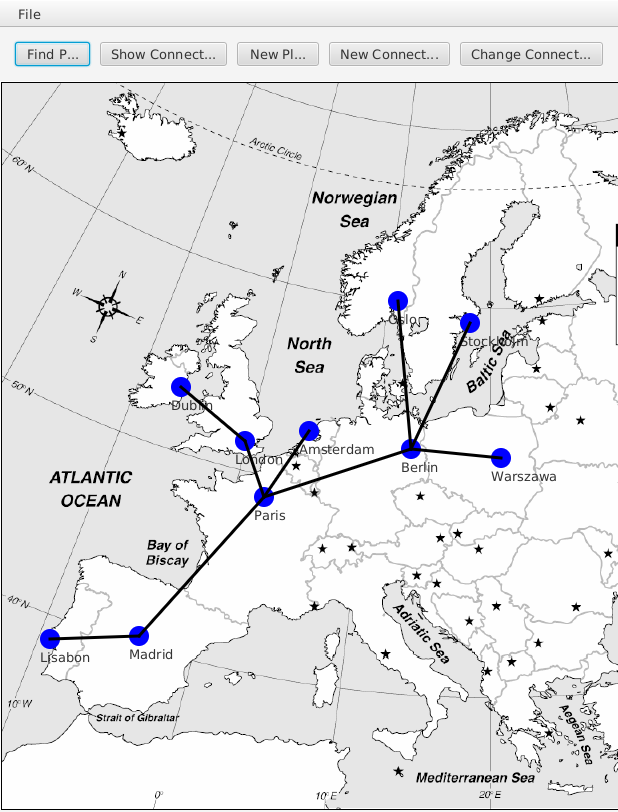 File
Find P...
Show Connect...
New Pl...
New Connect...
Change Connect...
Arctic Circle
60°N
Norwegian
Sea
N
W
E
S
Oslo
Stockholm
North
Sea
Baltic Sea
50°N
Dublin
London
Amsterdam
Berlin
Warszawa
ATLANTIC
OCEAN
Paris
Bay of
Biscay
40°N
Adriatic Sea
Lisabon
Madrid
10°W
Strait of Gibraltar
Aegean Sea
Mediterranean Sea
0°
10°E
20°E